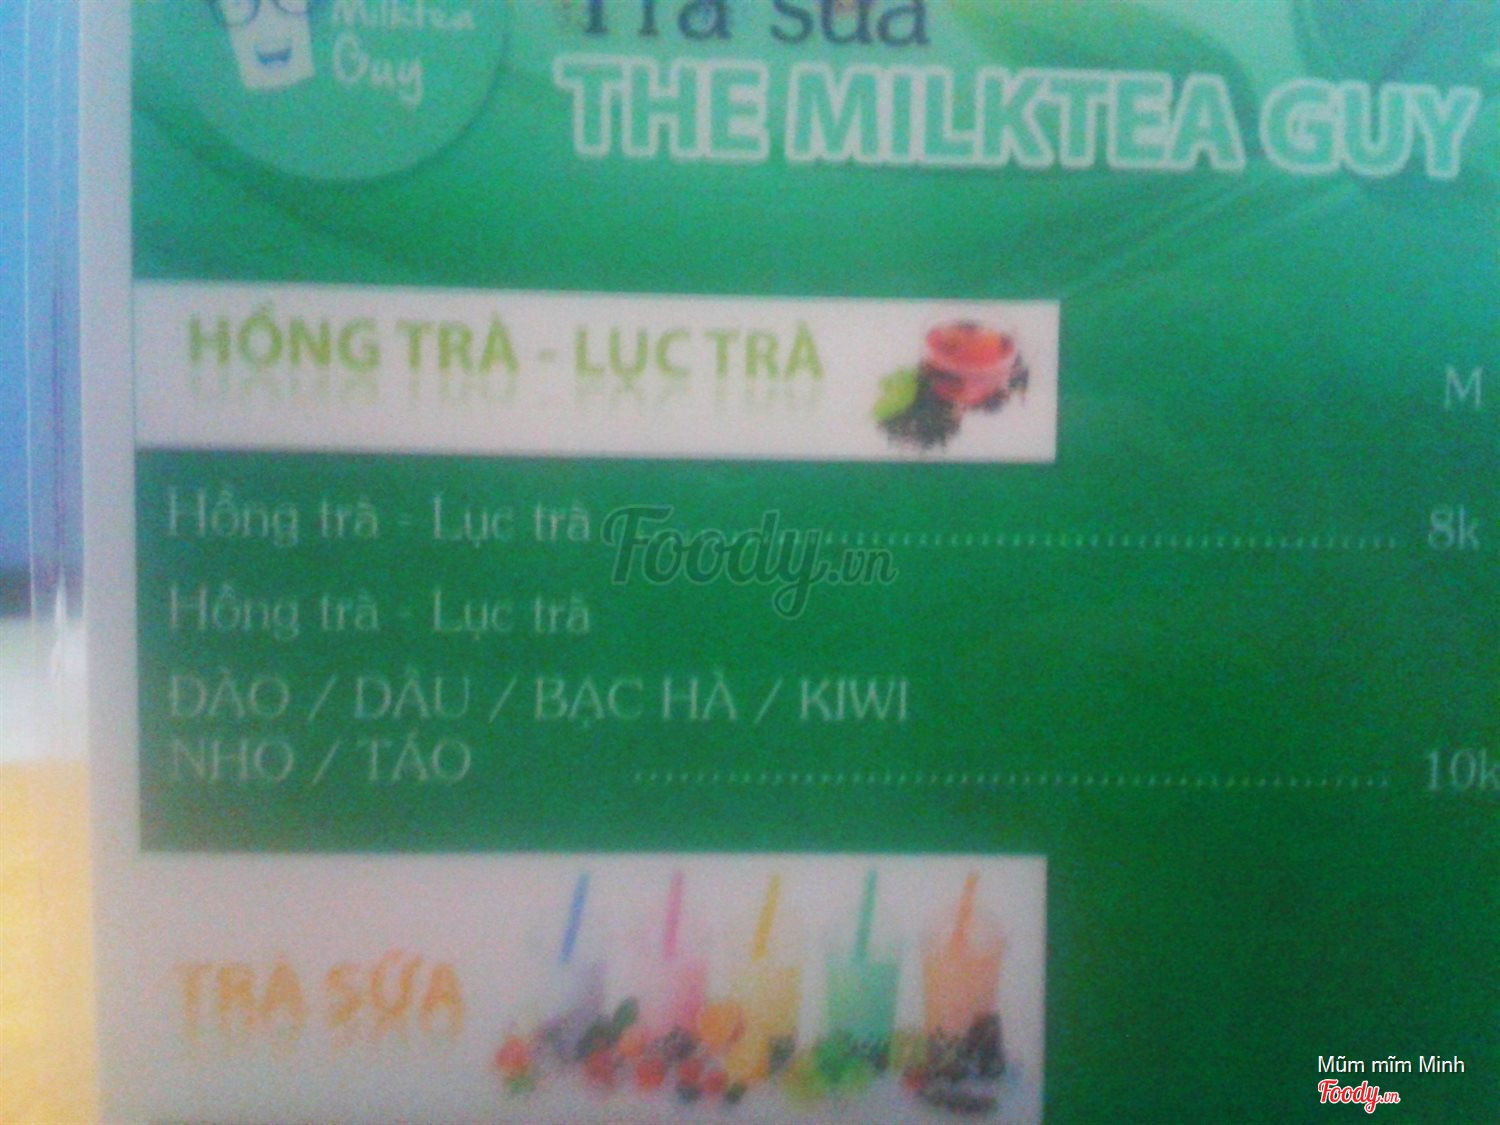 Milktea
Guy
Trà sữa
THE MILKTEA GUY
HỒNG TRÀ - LỤC TRÀ
M
Hồng trà - Lục trà ........................................ 8k
Foody.vn
Hồng trà - Lục trà
ĐÀO / DÂU / BẠC HÀ / KIWI
NHO / TÁO ........................................ 10k
TRÀ SỮA
Mũm mĩm Minh
Foody.vn